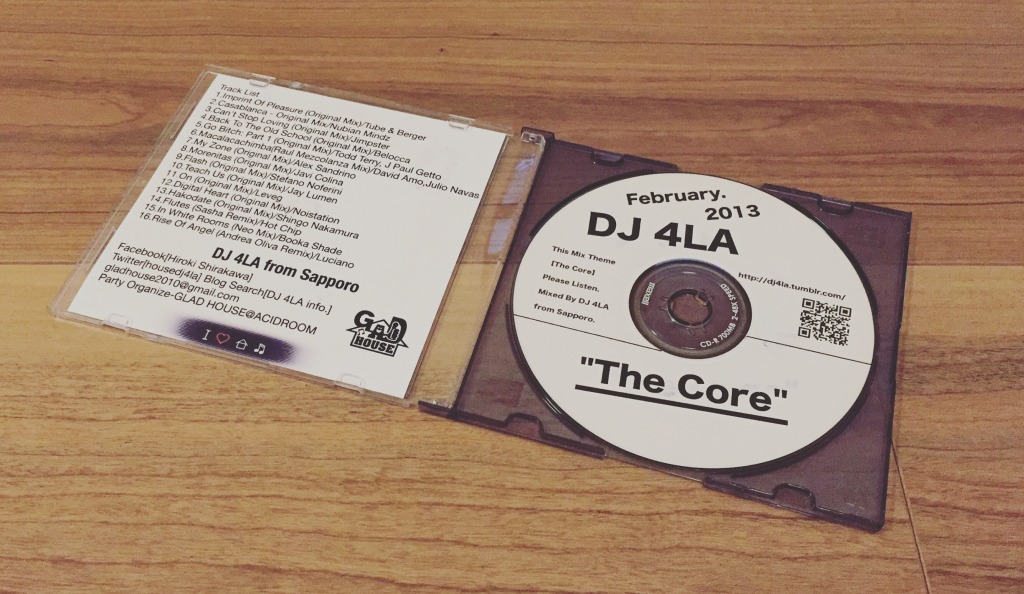 Track List
1.Imprint Of Pleasure (Original Mix)/Tube & Berger
2.Casablanca - Original Mix/Nubian Mindz
3.Can't Stop Loving (Original Mix)/Jimpster
4.Back To The Old School (Original Mix)/Belocca
5.Go Bitch: Part 1 (Original Mix)/Todd Terry, J Paul Getto
6.Macalacachimba(Raul Mezcolanza Mix)/David Amo,Julio Navas
7.My Zone (Original Mix)/Alex Sandrino
8.Morenitas (Original Mix)/Javi Colina
9.Flash (Original Mix)/Stefano Noferini
10.Teach Us (Original Mix)/Jay Lumen
11.On (Original Mix)/Leveg
12.Digital Heart (Original Mix)/Noistation
13.Hakodate (Original Mix)/Shingo Nakamura
14.Flutes (Sasha Remix)/Hot Chip
15.In White Rooms (Neo Mix)/Booka Shade
16.Rise Of Angel (Andrea Oliva Remix)/Luciano
DJ 4LA from Sapporo
Facebook[Hiroki Shirakawa]
Twitter[housedj4la] Blog Search[DJ 4LA info.]
gladhouse2010@gmail.com
Party Organize-GLAD HOUSE@ACIDROOM
I
GLAD
HOUSE
February.
2013
DJ 4LA
This Mix Theme
[The Core]
Please Listen.
Mixed By DJ 4LA
from Sapporo.
http://dj4la.tumblr.com/
maxell
CD-R 700MB 2-48X SPEED
"The Core"